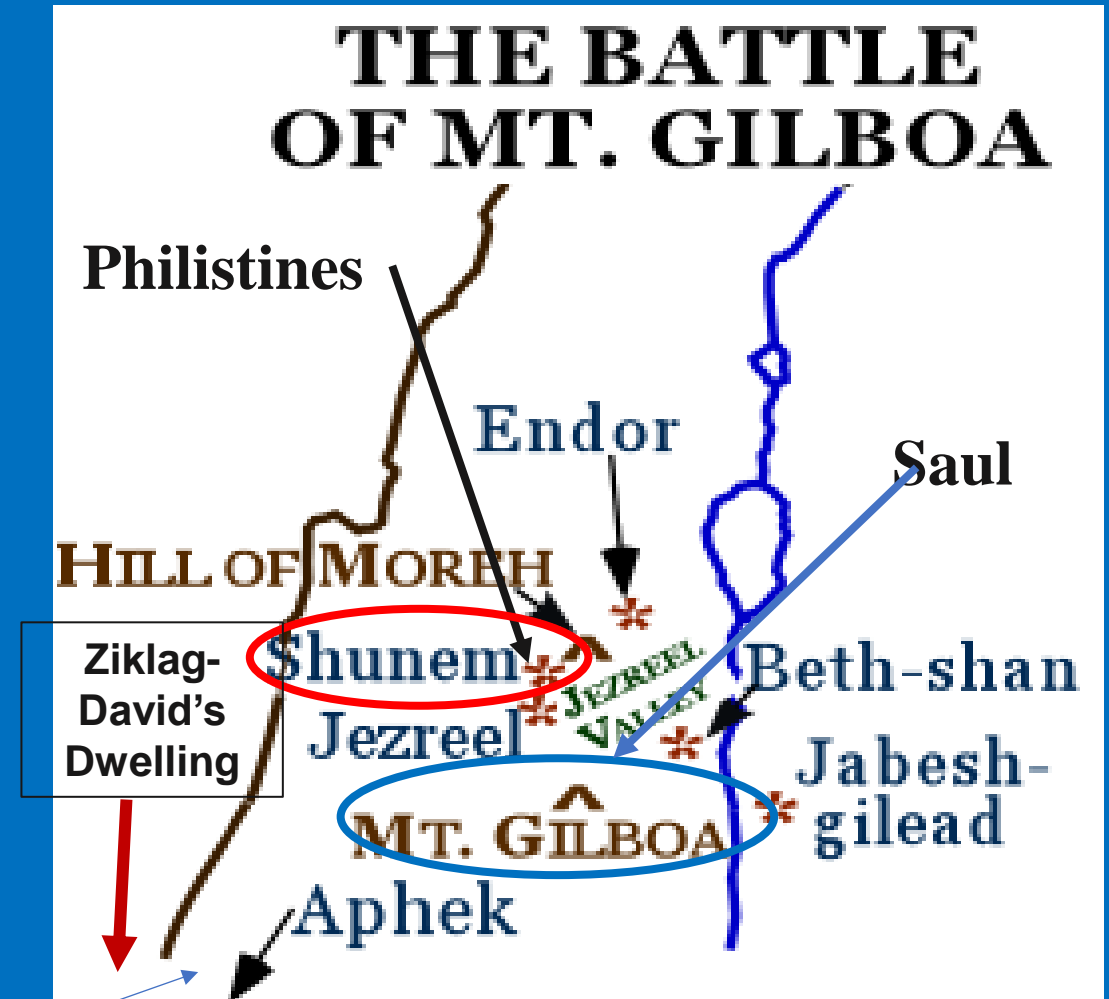 THE BATTLE
OF MT. GILBOA
Philistines
Endor
Saul
HILL OF MOREH
Ziklag-
David’s
Dwelling
Shunem
JEZREEL
VALLEY
Beth-shan
Jezreel
Jabesh-
gilead
MT. GILBOA
Aphek